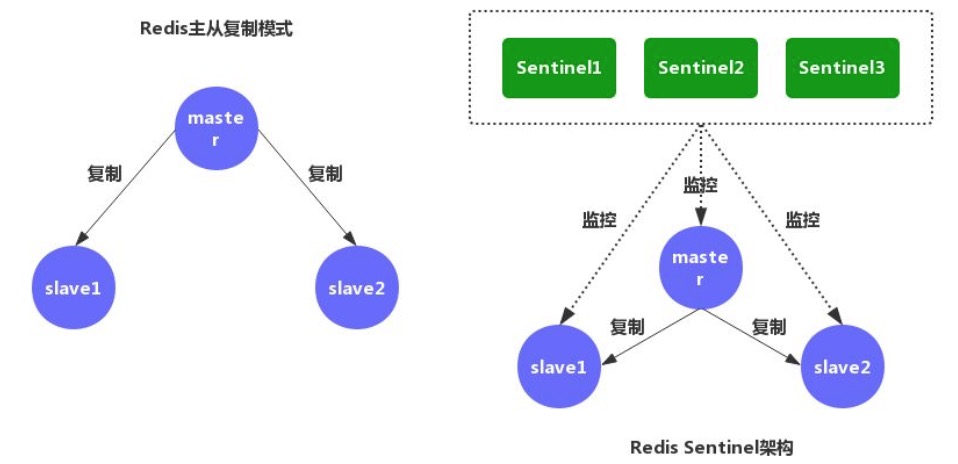 Redis主从复制模式
maste
r
复制
复制
slave1
slave2
Sentinel1
Sentinel2
Sentinel3
监控
监控
监控
maste
r
复制
复制
slave1
slave2
Redis Sentinel架构